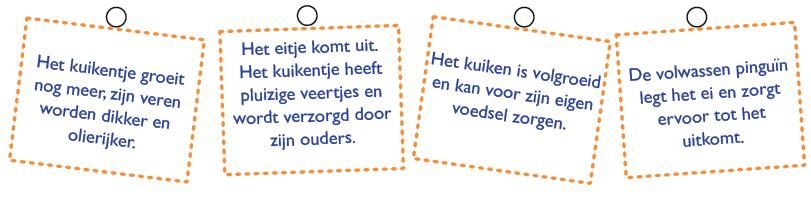 Het kuikentje groeit
nog meer, zijn veren
worden dikker en
olierijker.
Het eitje komt uit.
Het kuikentje heeft
pluizige veertjes en
wordt verzorgd door
zijn ouders.
Het kuiken is volgroeid
en kan voor zijn eigen
voedsel zorgen.
De volwassen pinguïn
legt het ei en zorgt
ervoor tot het
uitkomt.